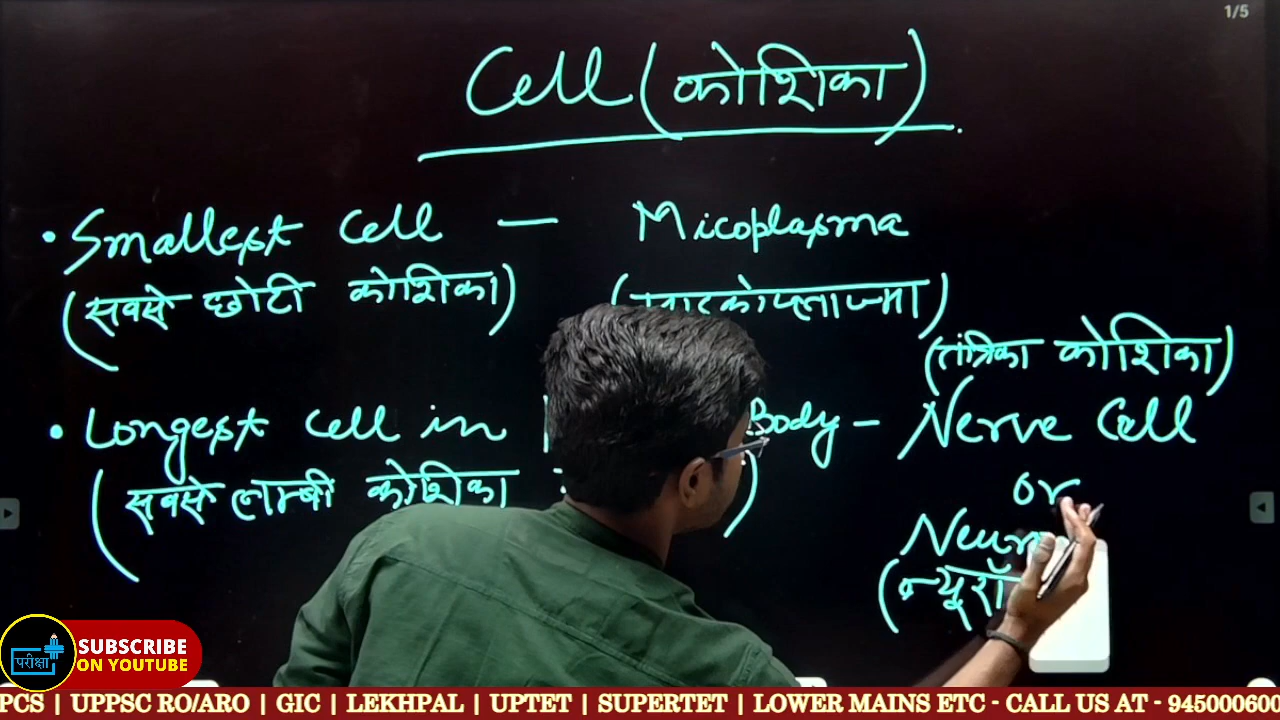 1/5
Cell (कोशिका)
• Smallest Cell — Micoplasma
(सबसे छोटी कोशिका)
(तांत्रिका कोशिका)
• Longest Cell in Body - Nerve Cell
(सबसे लम्बी कोशिका
or
परीक्षा
SUBSCRIBE
ON YOUTUBE
PCS | UPPSC RO/ARO | GIC | LEKHPAL | UPTET | SUPERTET | LOWER MAINS ETC - CALL US AT - 945000600